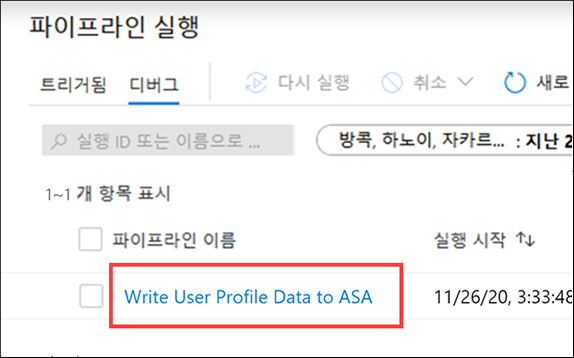 파이프라인 실행
트리거됨 디버그 다시 실행 취소 새로
실행 ID 또는 이름으로 ... 방콕, 하노이, 자카르... : 지난 2
1~1 개 항목 표시
파이프라인 이름 실행 시작
Write User Profile Data to ASA 11/26/20, 3:33:48